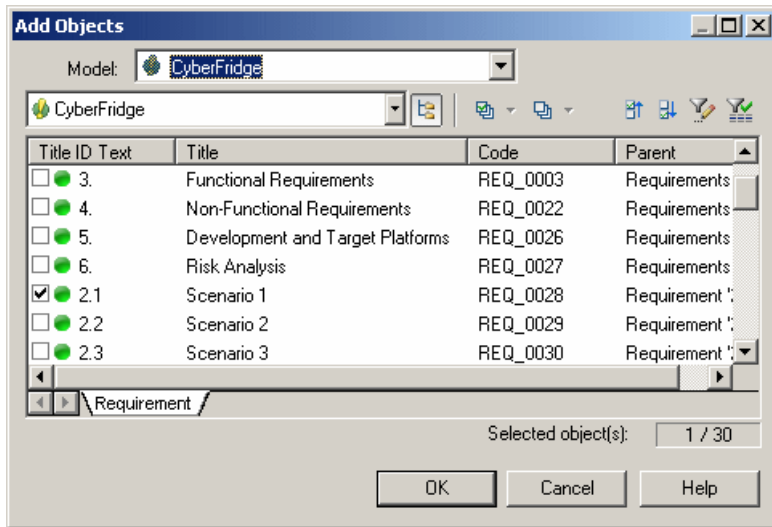 Add Objects
Model: CyberFridge
CyberFridge
Title ID Text Title Code Parent
3. Functional Requirements REQ_0003 Requirements
4. Non-Functional Requirements REQ_0022 Requirements
5. Development and Target Platforms REQ_0026 Requirements
6. Risk Analysis REQ_0027 Requirements
2.1 Scenario 1 REQ_0028 Requirement '
2.2 Scenario 2 REQ_0029 Requirement '
2.3 Scenario 3 REQ_0030 Requirement '
Requirement
Selected object(s): 1 / 30
OK Cancel Help